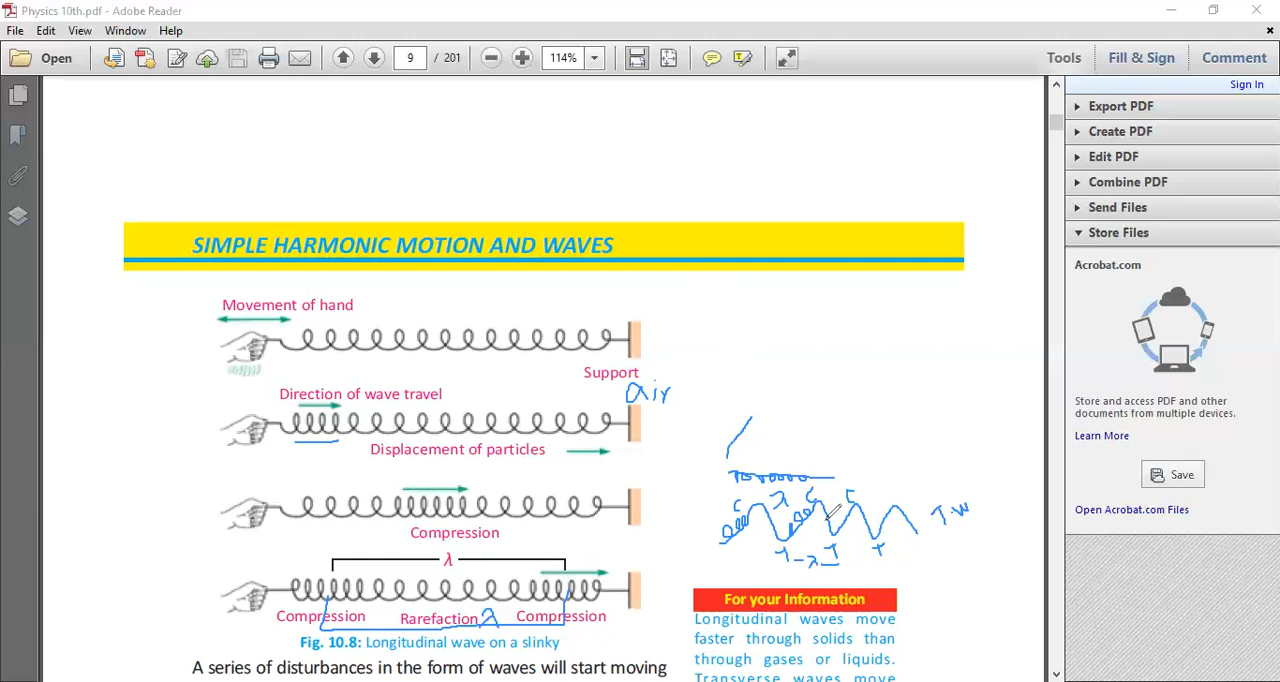 Physics 10th.pdf - Adobe Reader
File Edit View Window Help
Open 9 / 201 114% Tools Fill & Sign Comment
Sign In
Export PDF
Create PDF
Edit PDF
Combine PDF
Send Files
Store Files
Acrobat.com
Store and access PDF and other
documents from multiple devices.
Learn More
Save
Open Acrobat.com Files
SIMPLE HARMONIC MOTION AND WAVES
Movement of hand
Support
air
Direction of wave travel
Displacement of particles
Compression
λ
Compression Rarefaction λ Compression
Fig. 10.8: Longitudinal wave on a slinky
A series of disturbances in the form of waves will start moving
λ
C C C
T.W
T - λ T T
For your Information
Longitudinal waves move
faster through solids than
through gases or liquids.
Transverse waves move